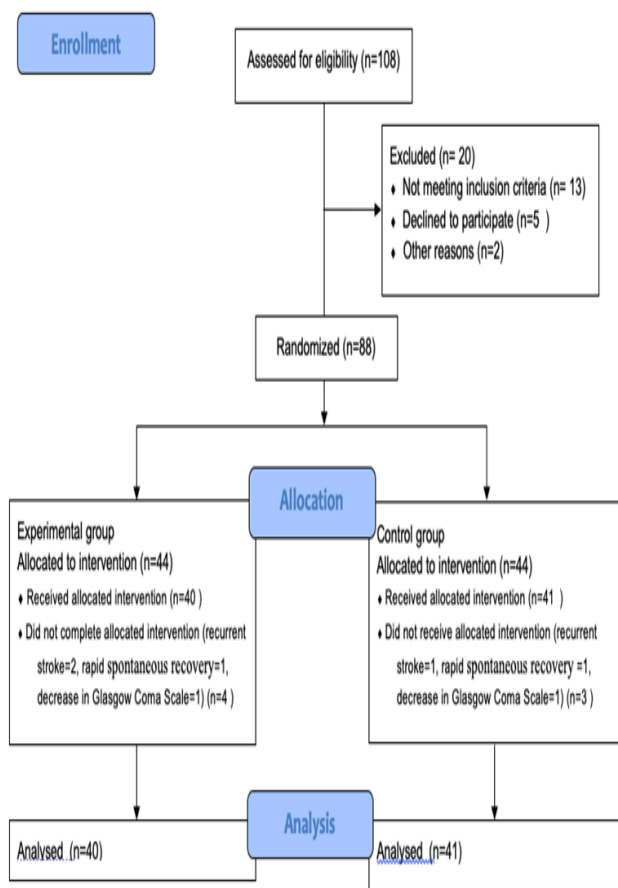 Enrollment
Assessed for eligibility (n=108)
Excluded (n= 20)
♦ Not meeting inclusion criteria (n= 13)
♦ Declined to participate (n=5 )
♦ Other reasons (n=2)
Randomized (n=88)
Allocation
Experimental group
Allocated to intervention (n=44)
♦ Received allocated intervention (n=40 )
♦ Did not complete allocated intervention (recurrent
stroke=2, rapid spontaneous recovery=1,
decrease in Glasgow Coma Scale=1) (n=4 )
Control group
Allocated to intervention (n=44)
♦ Received allocated intervention (n=41 )
♦ Did not receive allocated intervention (recurrent
stroke=1, rapid spontaneous recovery =1,
decrease in Glasgow Coma Scale=1) (n=3 )
Analysis
Analysed (n=40)
Analysed (n=41)